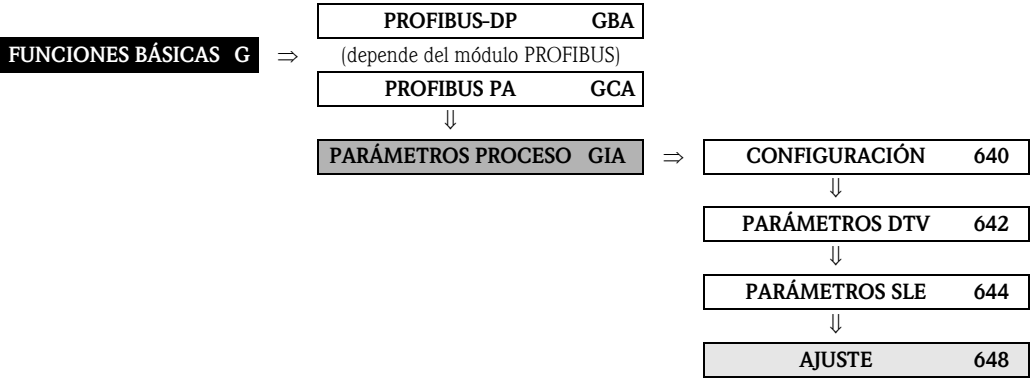 PROFIBUS-DP GBA
FUNCIONES BÁSICAS G ⇒ (depende del módulo PROFIBUS)
PROFIBUS PA GCA
⇓
PARÁMETROS PROCESO GIA ⇒ CONFIGURACIÓN 640
⇓
PARÁMETROS DTV 642
⇓
PARÁMETROS SLE 644
⇓
AJUSTE 648